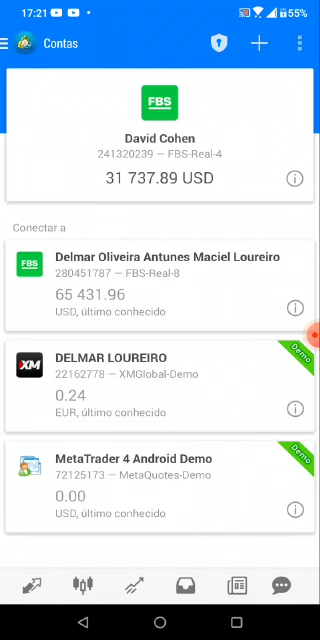 17:21
55%
Contas
FBS
David Cohen
241320239 — FBS-Real-4
31 737.89 USD
Conectar a
FBS
Delmar Oliveira Antunes Maciel Loureiro
280451787 — FBS-Real-8
65 431.96
USD, último conhecido
Demo
XM
DELMAR LOUREIRO
22162778 — XMGlobal-Demo
0.24
EUR, último conhecido
Demo
MetaTrader 4 Android Demo
72125173 — MetaQuotes-Demo
0.00
USD, último conhecido